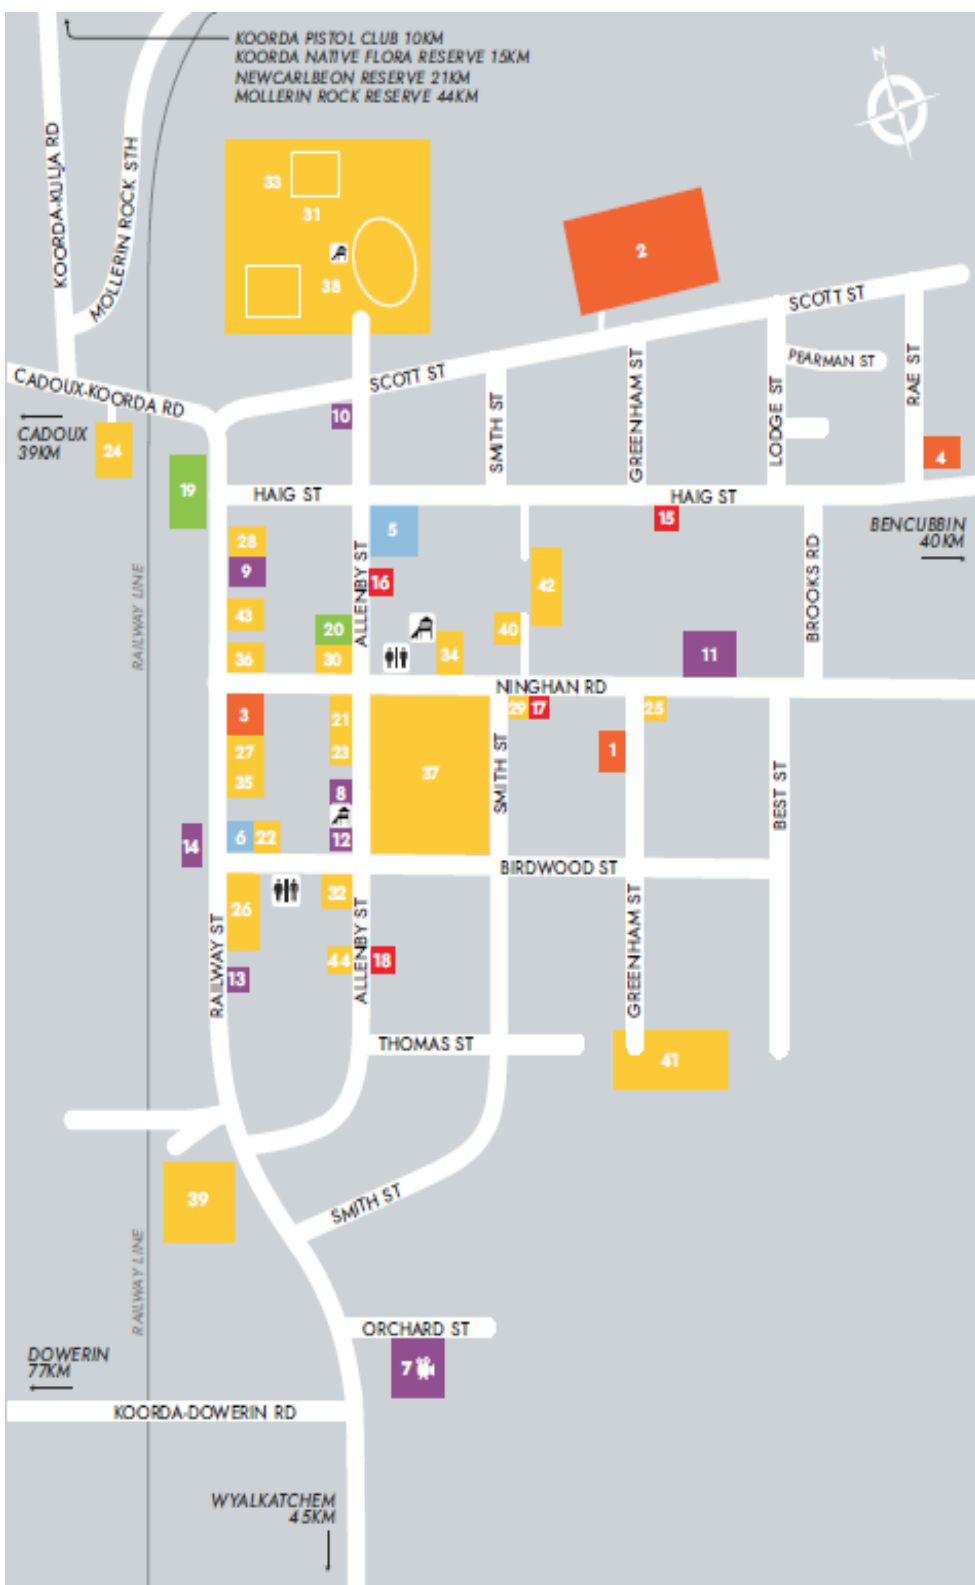 KOORDA PISTOL CLUB 10KM
KOORDA NATIVE FLORA RESERVE 15KM
NEWCARLBEON RESERVE 21KM
MOLLERIN ROCK RESERVE 44KM
N
KOORDA-KULJA RD
MOLLERIN ROCK STH
33
31
38
2
SCOTT ST
PEARMAN ST
RAE ST
LODGE ST
GREENHAM ST
SMITH ST
SCOTT ST
CADOUX-KOORDA RD
10
CADOUX
39KM
24
4
19
HAIG ST
HAIG ST
15
5
BENCUBBIN
40KM
28
9
ALLENBY ST
16
42
BROOKS RD
RAILWAY LINE
43
20
40
36
30
34
11
NINGHAN RD
3
21
29
17
25
27
23
37
SMITH ST
1
35
8
BEST ST
14
6
22
12
BIRDWOOD ST
26
32
RAILWAY ST
ALLENBY ST
GREENHAM ST
44
18
13
THOMAS ST
41
39
SMITH ST
RAILWAY LINE
ORCHARD ST
7
DOWERIN
77KM
KOORDA-DOWERIN RD
WYALKATCHEM
45KM